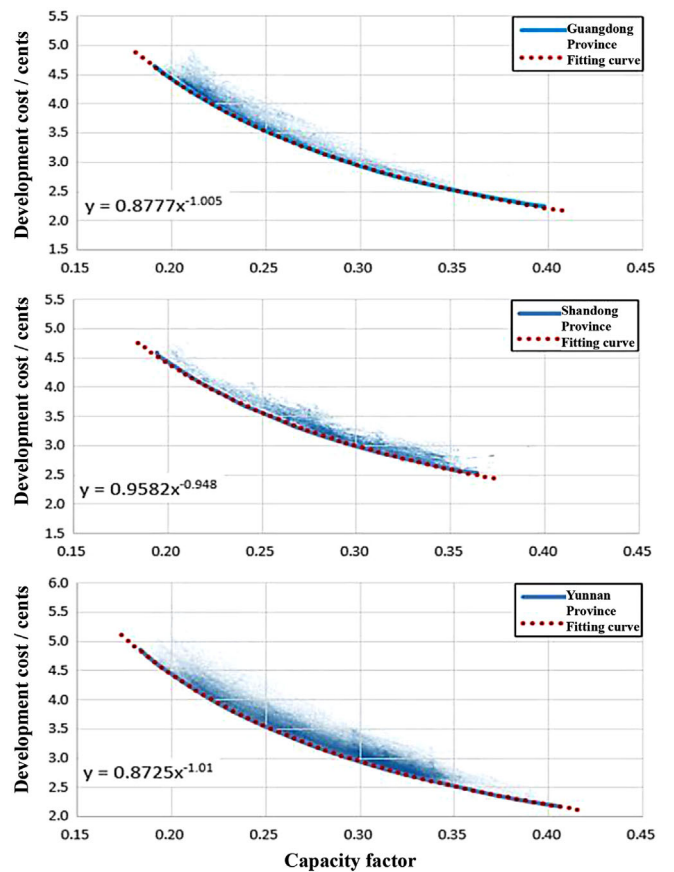 5.5
Guangdong
Province
Fitting curve
5.0
4.5
4.0
3.5
3.0
2.5
2.0
1.5
Development cost / cents
y = 0.8777x^-1.005
0.15 0.20 0.25 0.30 0.35 0.40 0.45
5.5
Shandong
Province
Fitting curve
5.0
4.5
4.0
3.5
3.0
2.5
2.0
1.5
Development cost / cents
y = 0.9582x^-0.948
0.15 0.20 0.25 0.30 0.35 0.40 0.45
6.0
Yunnan
Province
Fitting curve
5.5
5.0
4.5
4.0
3.5
3.0
2.5
2.0
Development cost / cents
y = 0.8725x^-1.01
0.15 0.20 0.25 0.30 0.35 0.40 0.45
Capacity factor